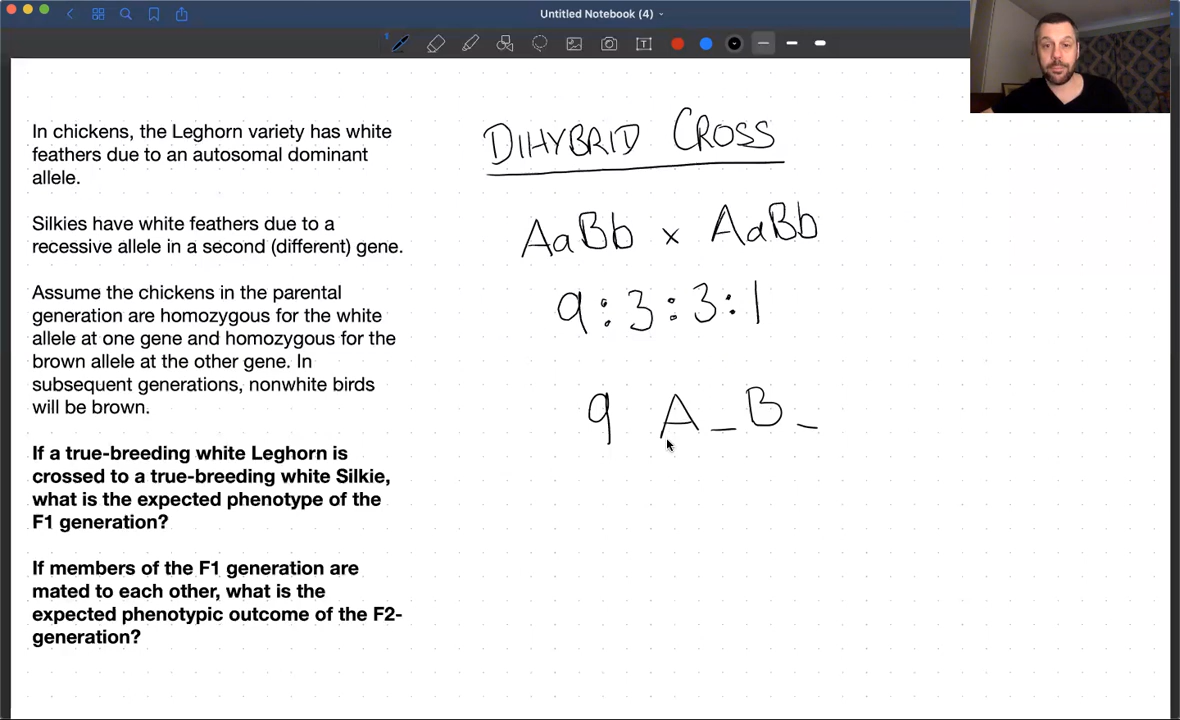 Untitled Notebook (4)
In chickens, the Leghorn variety has white
feathers due to an autosomal dominant
allele.
Silkies have white feathers due to a
recessive allele in a second (different) gene.
Assume the chickens in the parental
generation are homozygous for the white
allele at one gene and homozygous for the
brown allele at the other gene. In
subsequent generations, nonwhite birds
will be brown.
If a true-breeding white Leghorn is
crossed to a true-breeding white Silkie,
what is the expected phenotype of the
F1 generation?
If members of the F1 generation are
mated to each other, what is the
expected phenotypic outcome of the F2-
generation?
DIHYBRID CROSS
AaBb x AaBb
9:3:3:1
9 A_B_